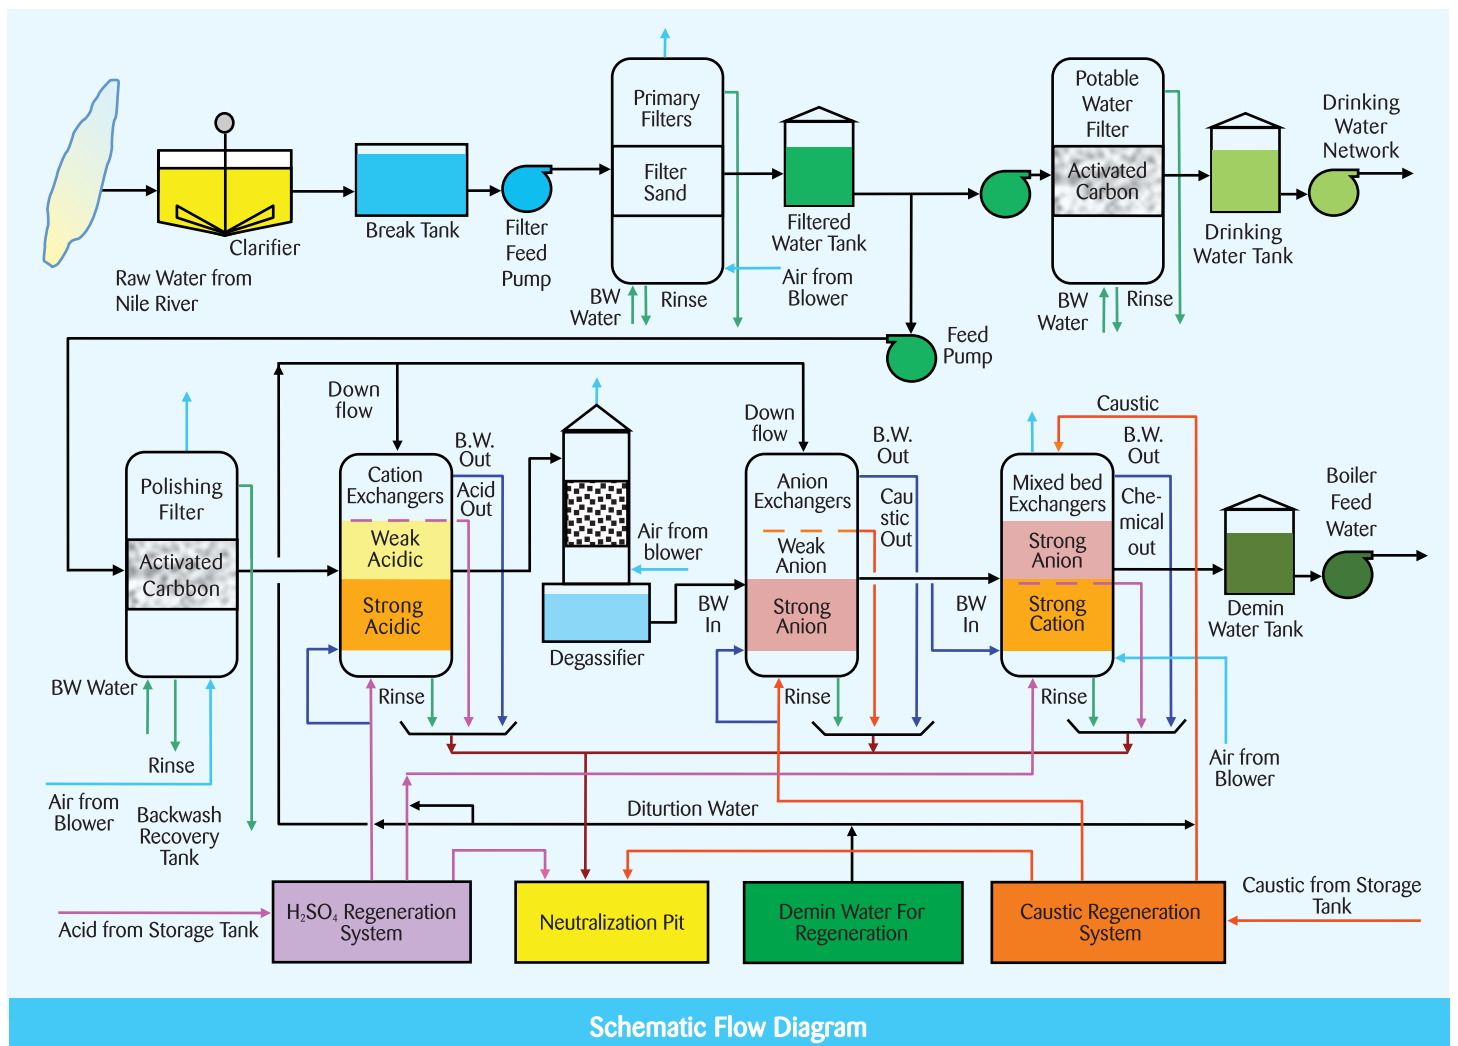 Primary
Filters
Filter
Sand
Potable
Water
Filter
Activated
Carbon
Drinking
Water
Network
Clarifier
Raw Water from
Nile River
Break Tank
Filter
Feed
Pump
Filtered
Water Tank
Air from
Blower
BW
Water
Rinse
Drinking
Water Tank
BW
Water
Rinse
Feed
Pump
Down
flow
B.W.
Out
Acid
Out
Cation
Exchangers
Weak
Acidic
Strong
Acidic
Polishing
Filter
Activated
Carbbon
BW Water
Rinse
Air from
Blower
Backwash
Recovery
Tank
Rinse
Air from
blower
Degassifier
Down
flow
B.W.
Out
Anion
Exchangers
Cau
stic
Out
Weak
Anion
Strong
Anion
BW
In
Rinse
Caustic
B.W.
Out
Mixed bed
Exchangers
Che-
mical
out
Strong
Anion
Strong
Cation
BW
In
Rinse
Boiler
Feed
Water
Demin
Water Tank
Air from
Blower
Diturtion Water
Acid from Storage Tank
H₂SO₄ Regeneration
System
Neutralization Pit
Demin Water For
Regeneration
Caustic Regeneration
System
Caustic from Storage
Tank
Schematic Flow Diagram